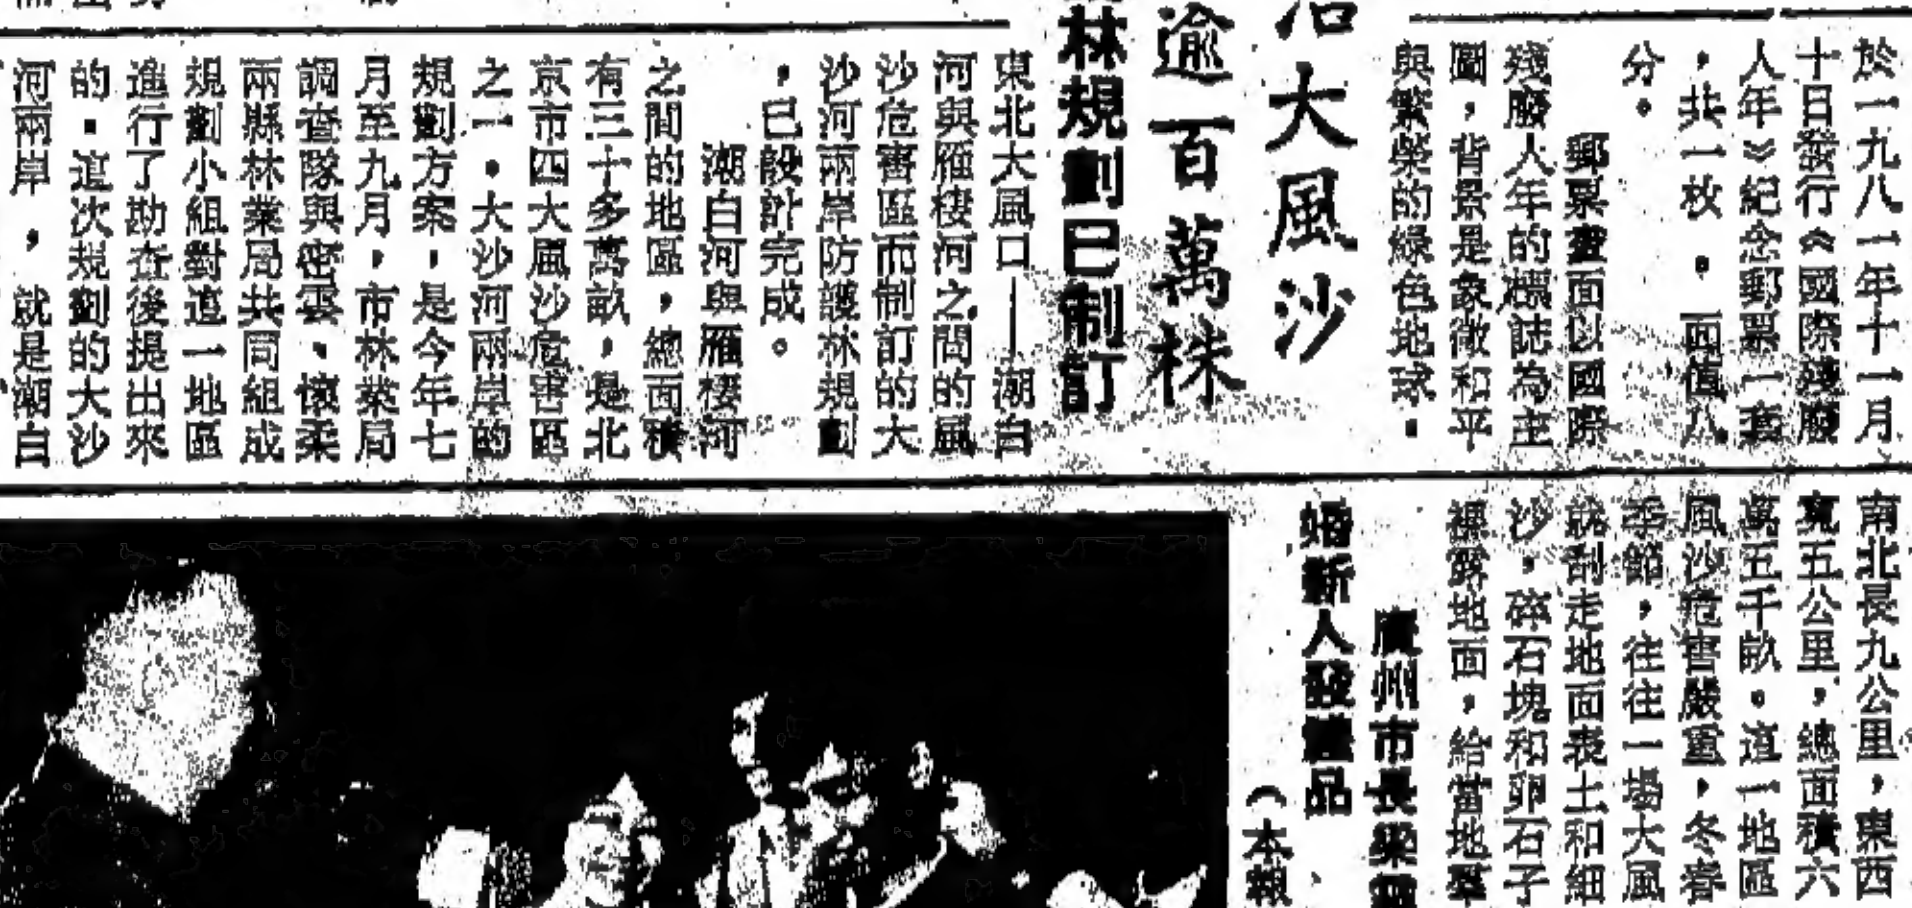 於一九八一年十一月
十日發行《國際殘廢
人年》紀念郵票一套
，共一枚。面值八
分。
郵票畫面以國際
殘廢人年的標誌為主
圖，背景是象徵和平
與繁榮的綠色地球。
治大風沙
逾百萬株
林規劃已制訂
東北大風口——潮白
河與雁棲河之間的風
沙危害區而制訂的大
沙河兩岸防護林規劃
，已設計完成。
潮白河與雁棲河
之間的地區，總面積
有三十多萬畝，是北
京市四大風沙危害區
之一。大沙河兩岸的
規劃方案，是今年七
月至九月，市林業局
調查隊與密雲、懷柔
兩縣林業局共同組成
規劃小組對這一地區
進行了勘查後提出來
的。這次規劃的大沙
河兩岸，就是潮白
南北長九公里，東西
寬五公里，總面積六
萬五千畝。這一地區
風沙危害嚴重，冬春
季節，往往一場大風
就刮走地面表土和細
沙，碎石塊和卵石子
裸露地面，給當地羣
廣州市長梁
婚新人發禮品
（本報